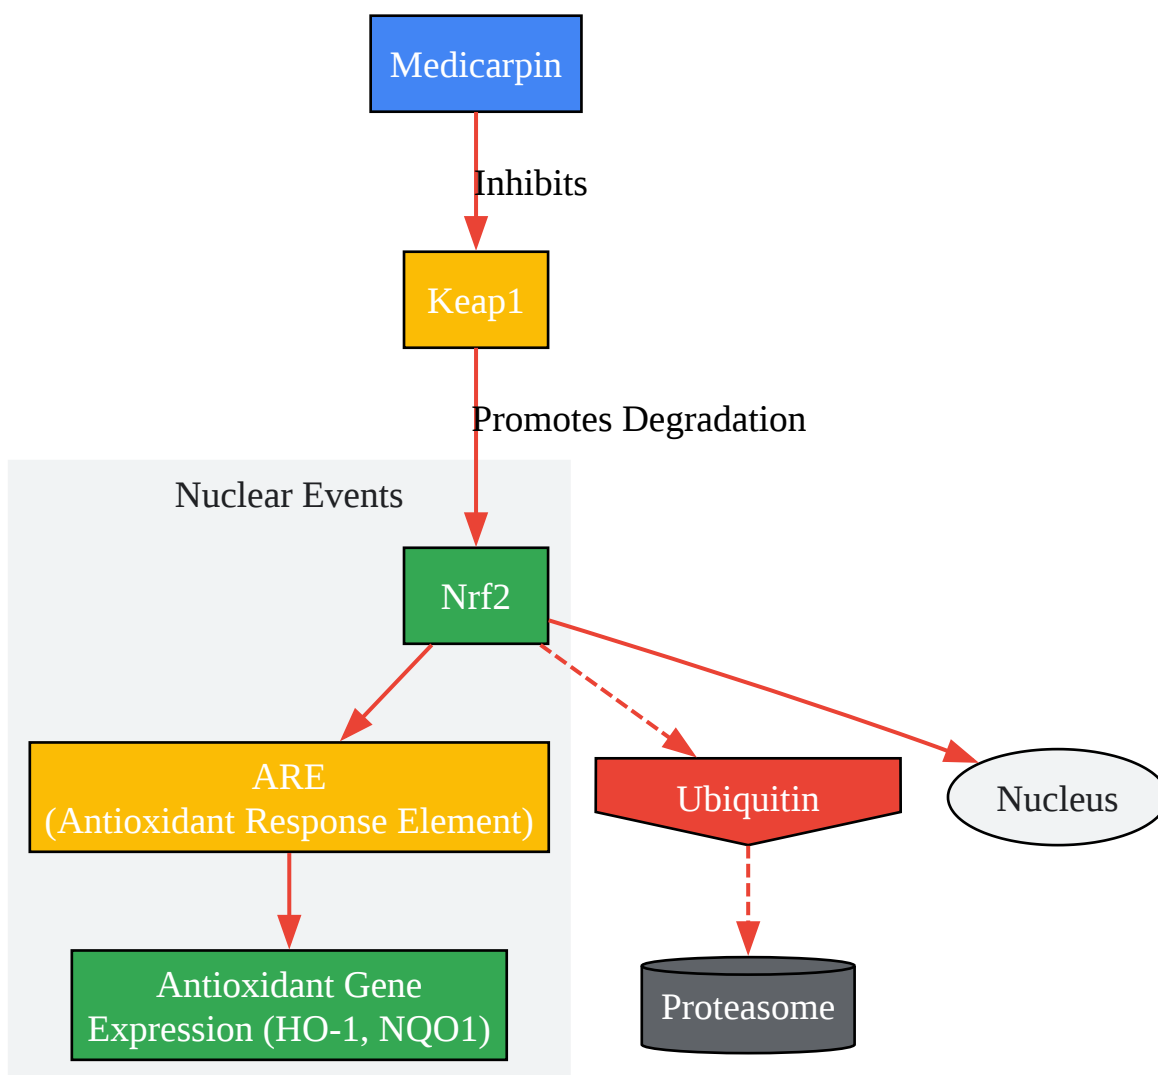 Medicarpin
Inhibits
Keap1
Promotes Degradation
Nuclear Events
Nrf2
ARE
(Antioxidant Response Element)
Ubiquitin
Nucleus
Antioxidant Gene
Expression (HO-1, NQO1)
Proteasome